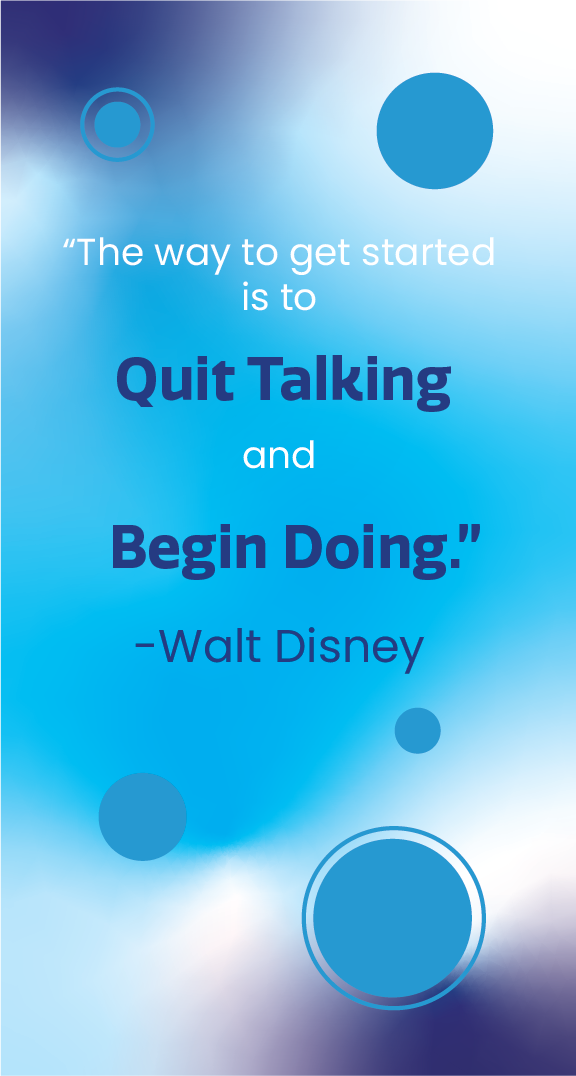 “The way to get started
is to
Quit Talking
and
Begin Doing.”
-Walt Disney